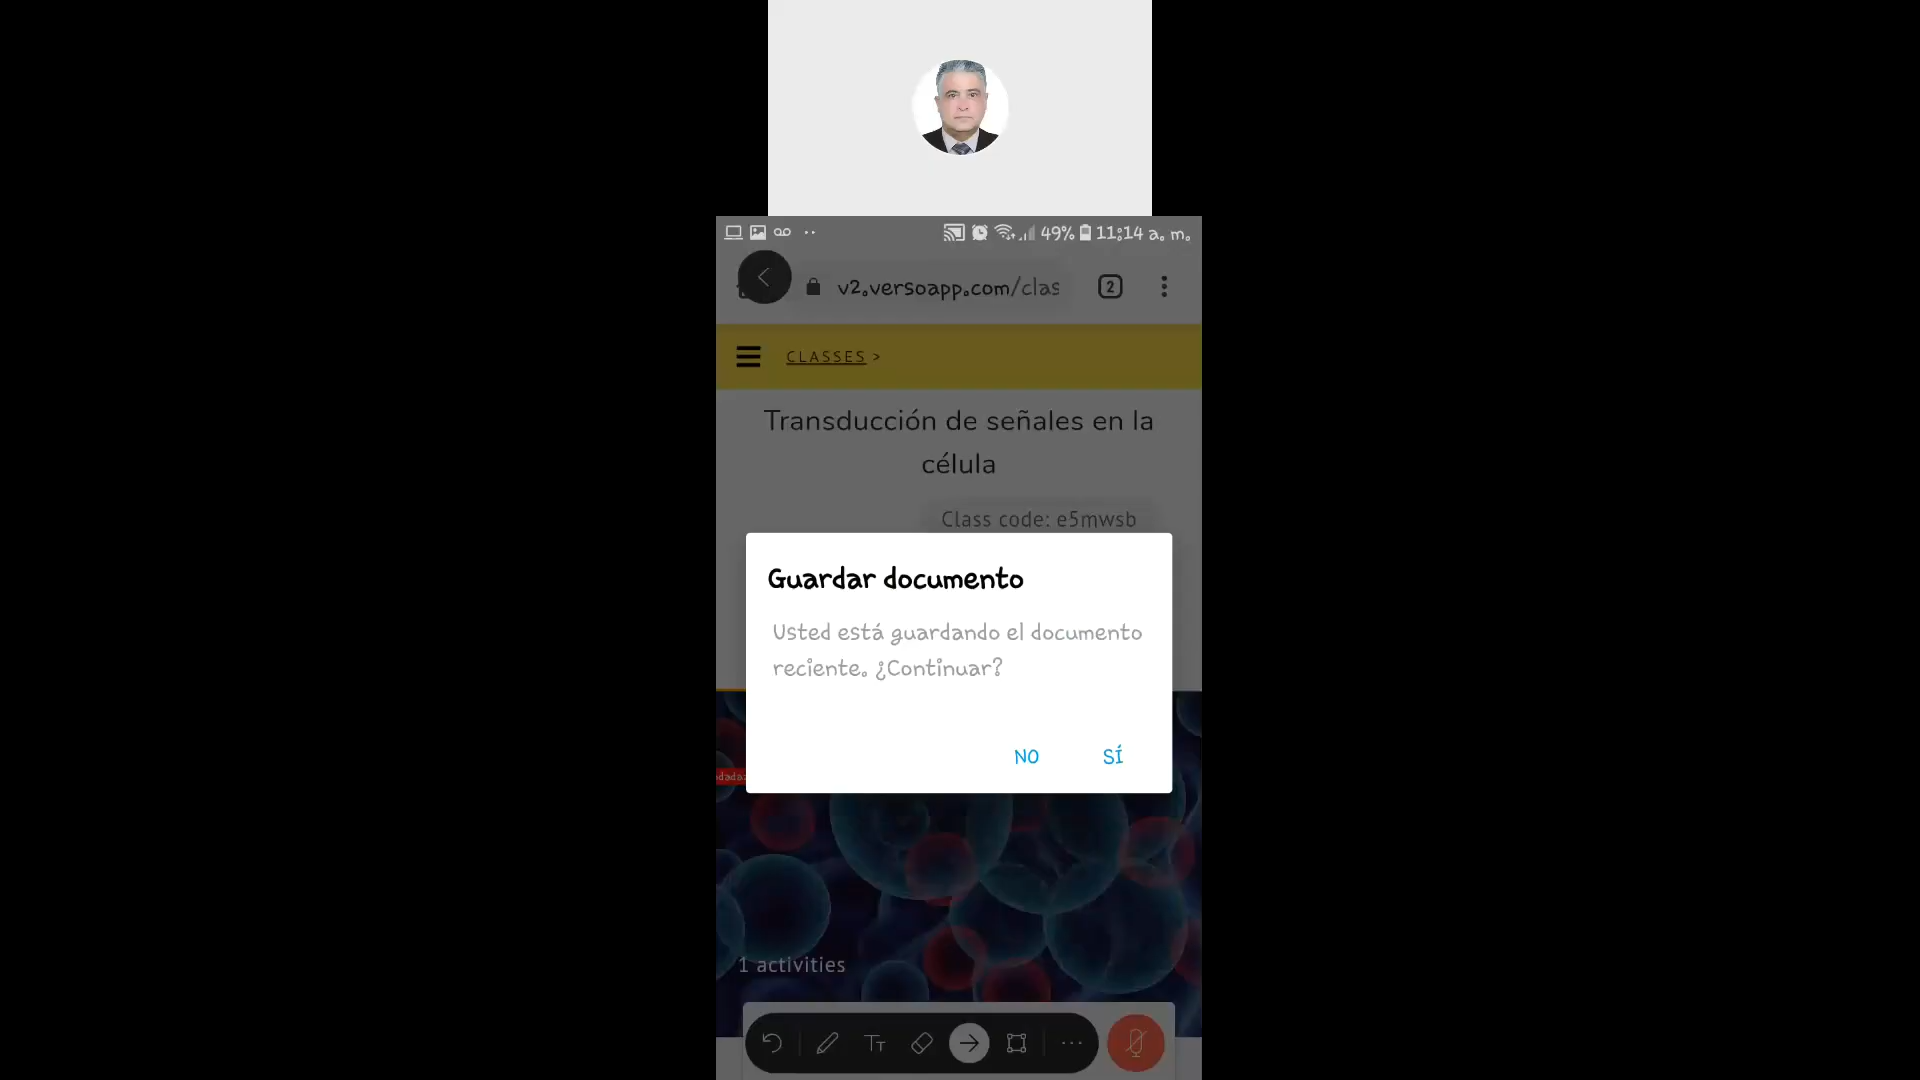 49% 11:14 a. m.
v2.versoapp.com/clas
2
CLASSES >
Transducción de señales en la
célula
Class code: e5mwsb
Guardar documento
Usted está guardando el documento
reciente. ¿Continuar?
NO SÍ
1 activities
TT